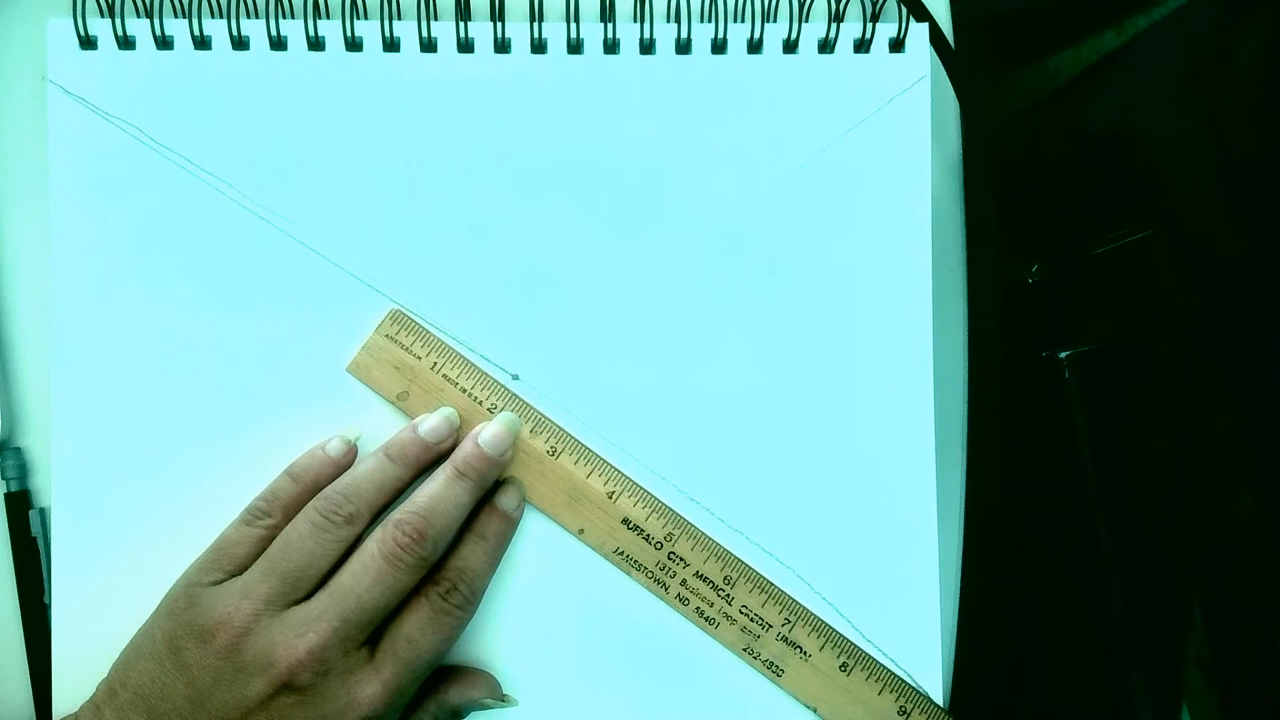 AMSTERDAM
MADE IN U.S.A.
1 2 3 4 5 6 7 8 9
BUFFALO CITY MEDICAL CREDIT UNION
1313 Business Loop East
JAMESTOWN, ND 58401
252-4930